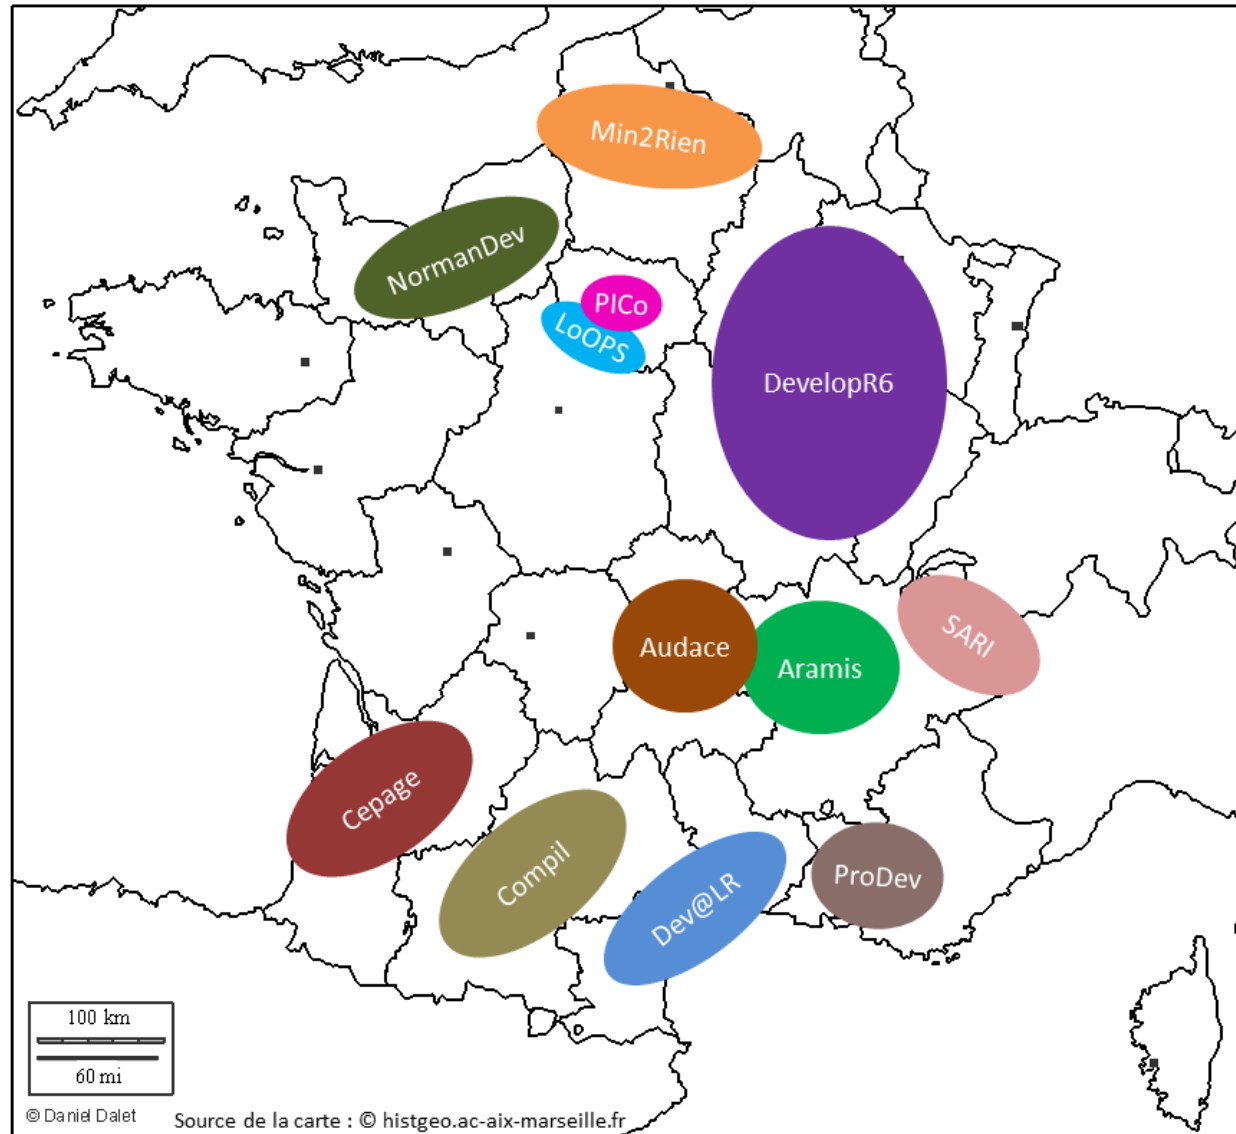 Min2Rien
NormanDev
PICo
LoOPS
DevelopR6
Audace
Aramis
SARI
Cepage
Compil
Dev@LR
ProDev
100 km
60 mi
© Daniel Dalet
Source de la carte : © histgeo.ac-aix-marseille.fr